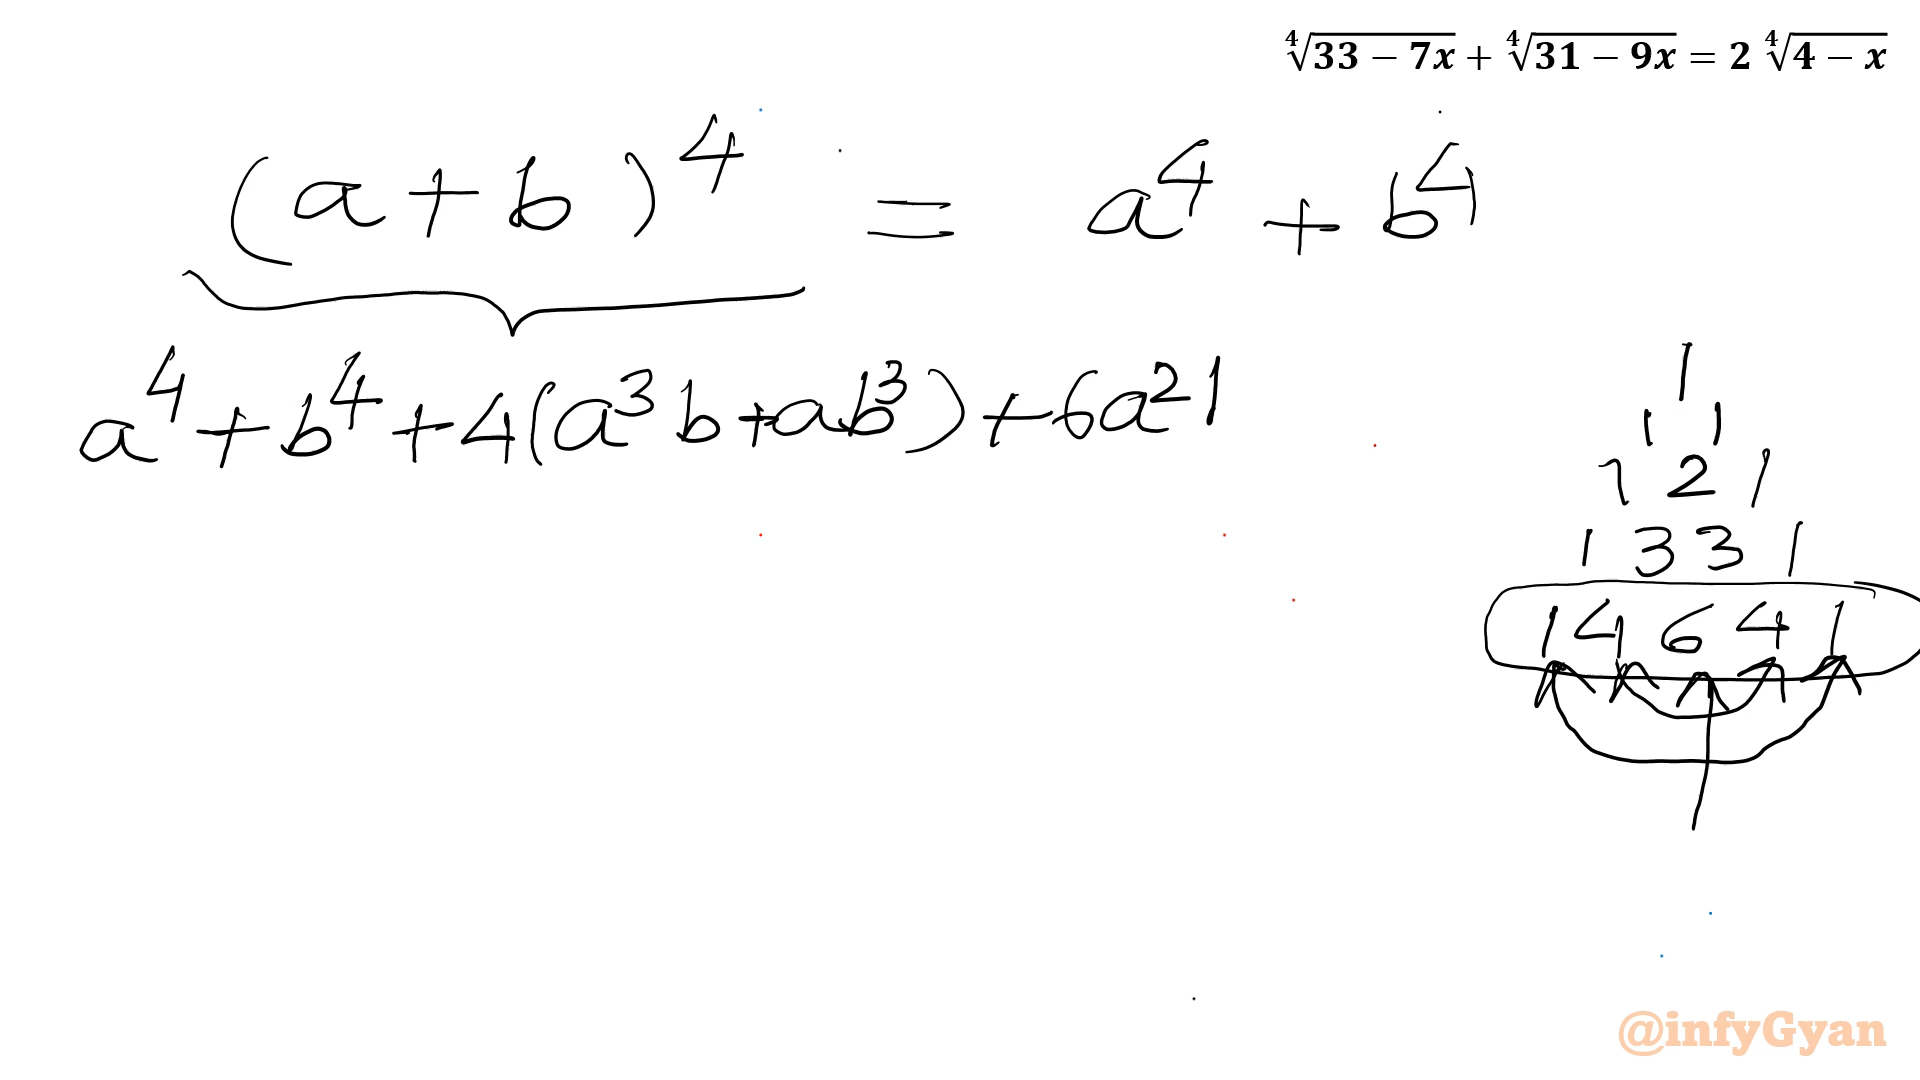 ∜33 − 7x + ∜31 − 9x = 2 ∜4 − x
(a+b)⁴ = a⁴ + b⁴
a⁴+b⁴+4(a³b+ab³)+6a²1
1
1 1
1 2 1
1 3 3 1
1 4 6 4 1
@infyGyan